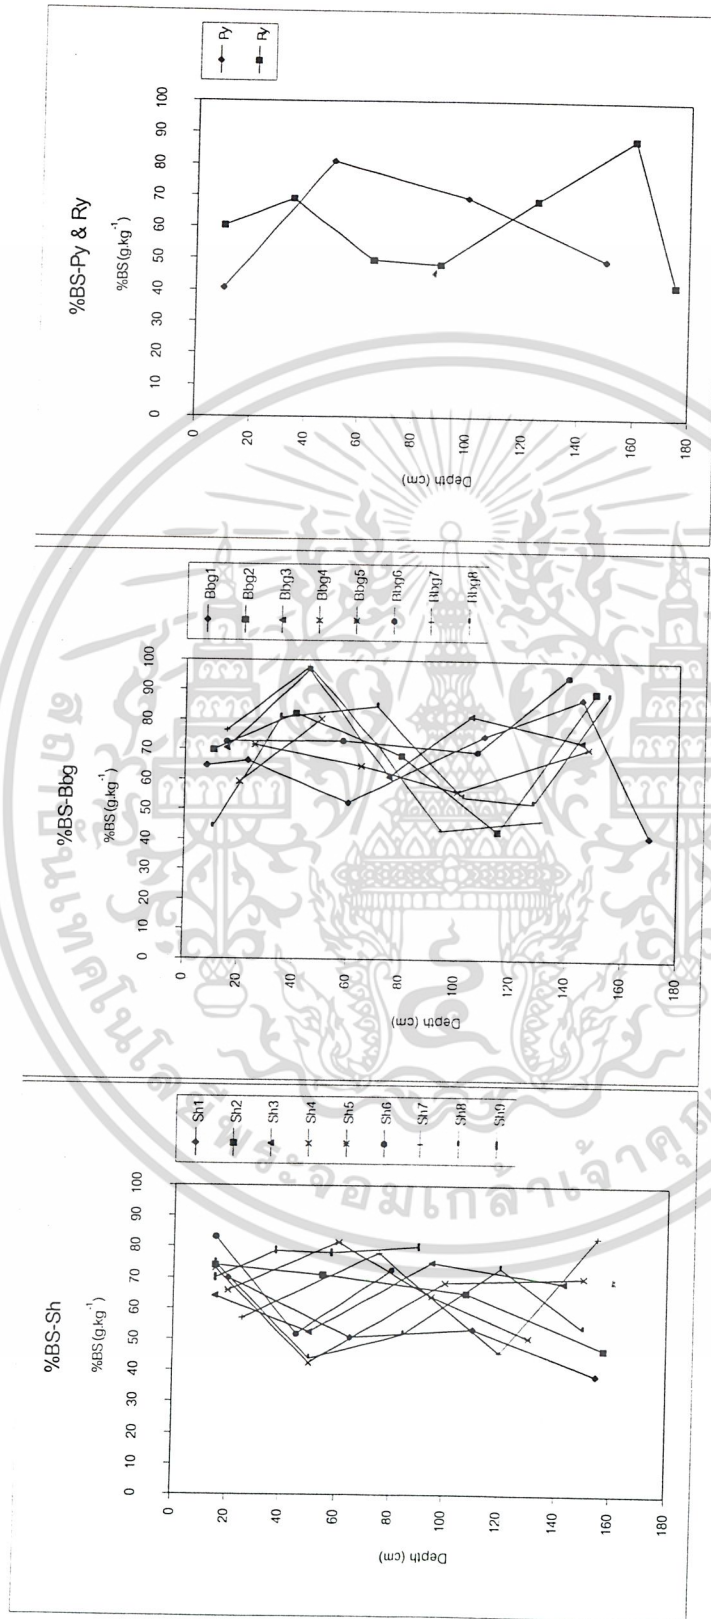 %BS-Py & Ry
%BS(g.kg⁻¹)
0 10 20 30 40 50 60 70 80 90 100
Depth (cm)
0
20
40
60
80
100
120
140
160
180
Py
Ry
%BS-Bbg
%BS(g.kg⁻¹)
0 10 20 30 40 50 60 70 80 90 100
Depth (cm)
0
20
40
60
80
100
120
140
160
180
Bbg1
Bbg2
Bbg3
Bbg4
Bbg5
Bbg6
Bbg7
Bbg8
%BS-Sh
%BS(g.kg⁻¹)
0 10 20 30 40 50 60 70 80 90 100
Depth (cm)
0
20
40
60
80
100
120
140
160
180
Sh1
Sh2
Sh3
Sh4
Sh5
Sh6
Sh7
Sh8
Sh9